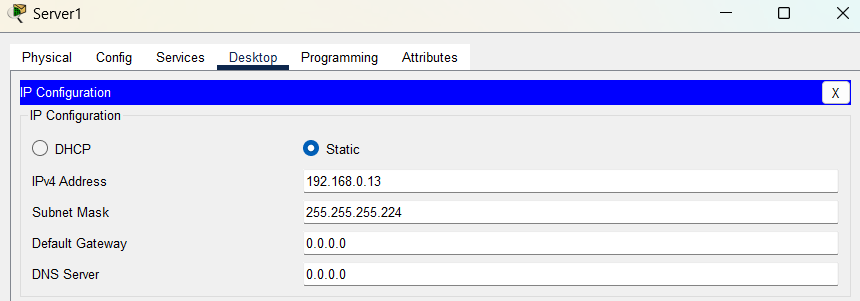 Server1
Physical Config Services Desktop Programming Attributes
IP Configuration X
IP Configuration
DHCP Static
IPv4 Address 192.168.0.13
Subnet Mask 255.255.255.224
Default Gateway 0.0.0.0
DNS Server 0.0.0.0